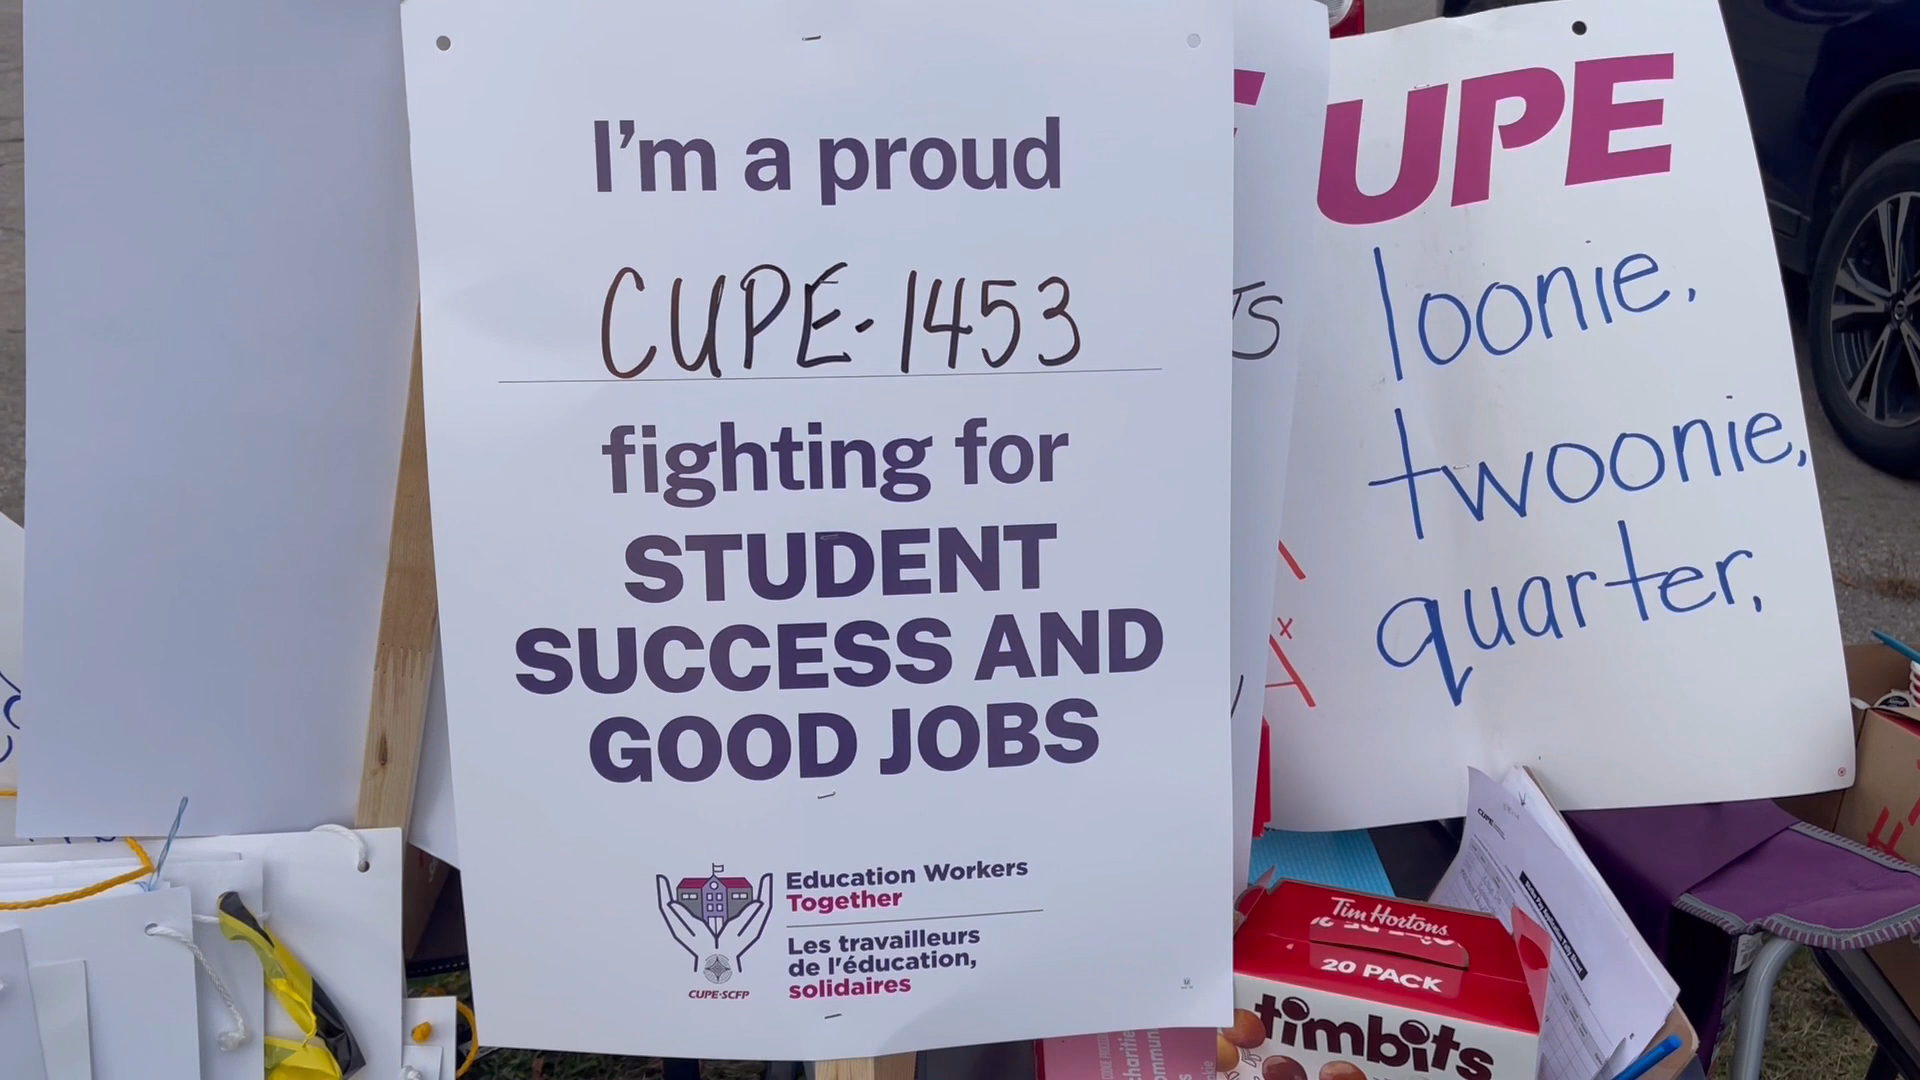 I'm a proud
CUPE-1453
fighting for
STUDENT
SUCCESS AND
GOOD JOBS
Education Workers
Together
Les travailleurs
de l'éducation,
solidaires
CUPE·SCFP
UPE
loonie,
twoonie,
quarter,
CUPE
Tim Hortons
20 PACK
timbits